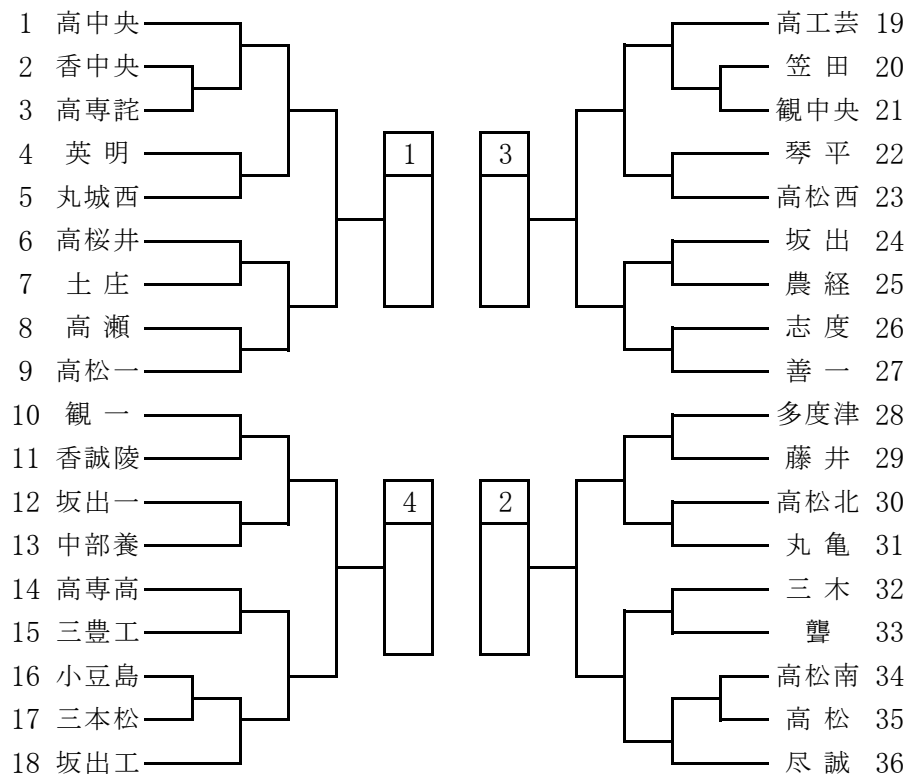 1 高中央
2 香中央
3 高専詫
4 英 明
5 丸城西
6 高桜井
7 土 庄
8 高 瀬
9 高松一
10 観 一
11 香誠陵
12 坂出一
13 中部養
14 高専高
15 三豊工
16 小豆島
17 三本松
18 坂出工
1
4
3
2
高工芸 19
笠 田 20
観中央 21
琴 平 22
高松西 23
坂 出 24
農 経 25
志 度 26
善 一 27
多度津 28
藤 井 29
高松北 30
丸 亀 31
三 木 32
聾 33
高松南 34
高 松 35
尽 誠 36